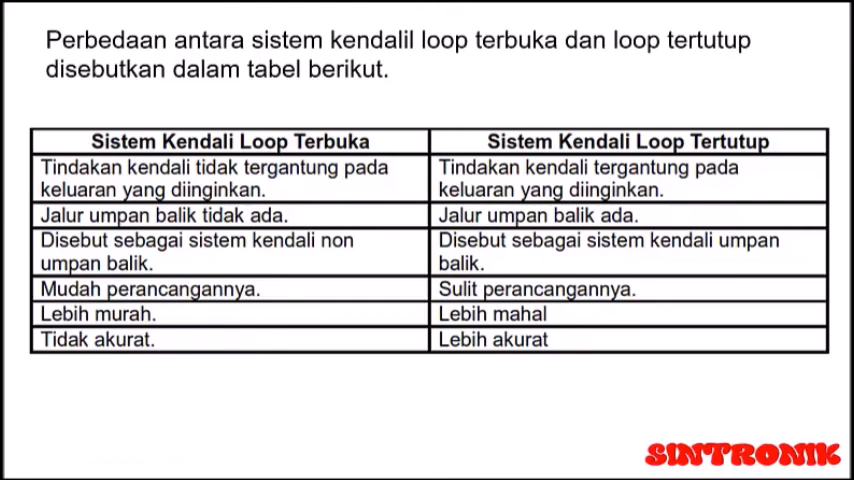 Perbedaan antara sistem kendalil loop terbuka dan loop tertutup
disebutkan dalam tabel berikut.
Sistem Kendali Loop Terbuka
Sistem Kendali Loop Tertutup
Tindakan kendali tidak tergantung pada
keluaran yang diinginkan.
Tindakan kendali tergantung pada
keluaran yang diinginkan.
Jalur umpan balik tidak ada.
Jalur umpan balik ada.
Disebut sebagai sistem kendali non
umpan balik.
Disebut sebagai sistem kendali umpan
balik.
Mudah perancangannya.
Sulit perancangannya.
Lebih murah.
Lebih mahal
Tidak akurat.
Lebih akurat
SINTRONIK